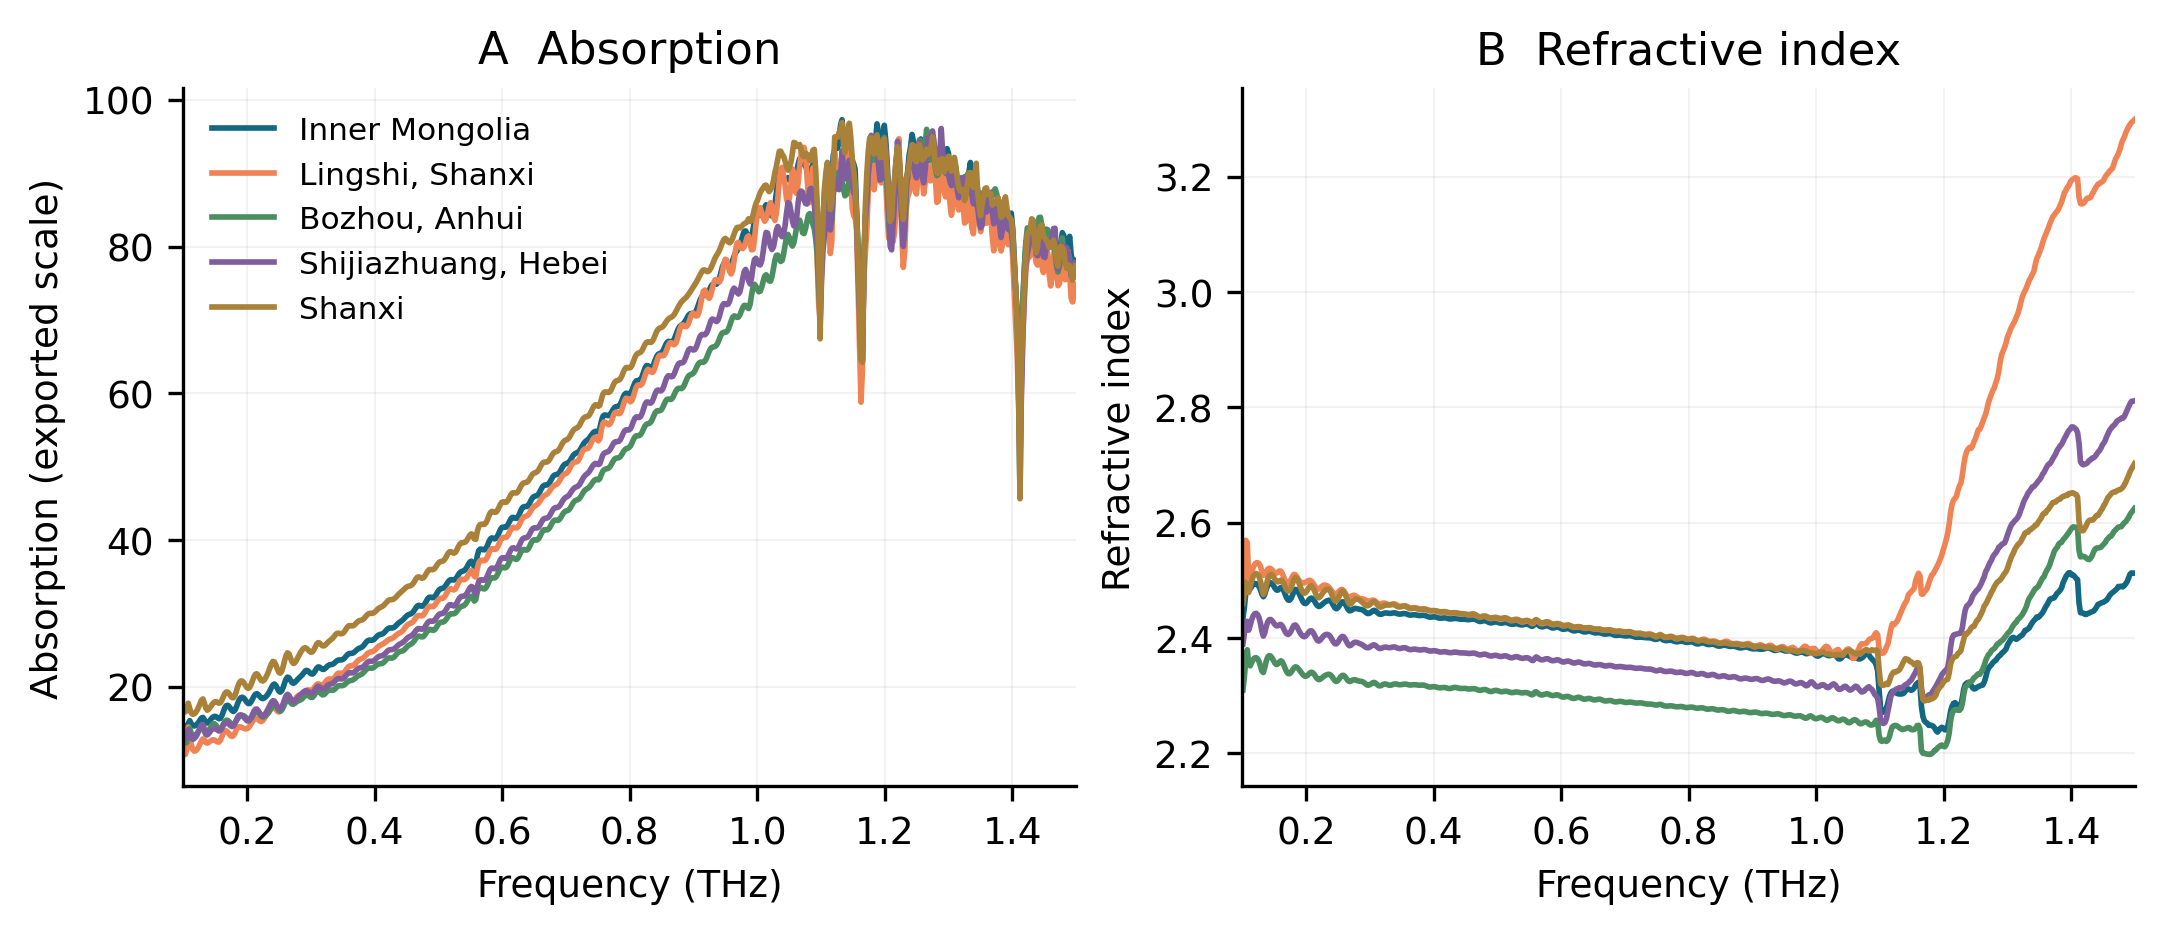 A  Absorption
Absorption (exported scale)
100
80
60
40
20
Inner Mongolia
Lingshi, Shanxi
Bozhou, Anhui
Shijiazhuang, Hebei
Shanxi
0.2 0.4 0.6 0.8 1.0 1.2 1.4
Frequency (THz)
B  Refractive index
Refractive index
3.2
3.0
2.8
2.6
2.4
2.2
0.2 0.4 0.6 0.8 1.0 1.2 1.4
Frequency (THz)